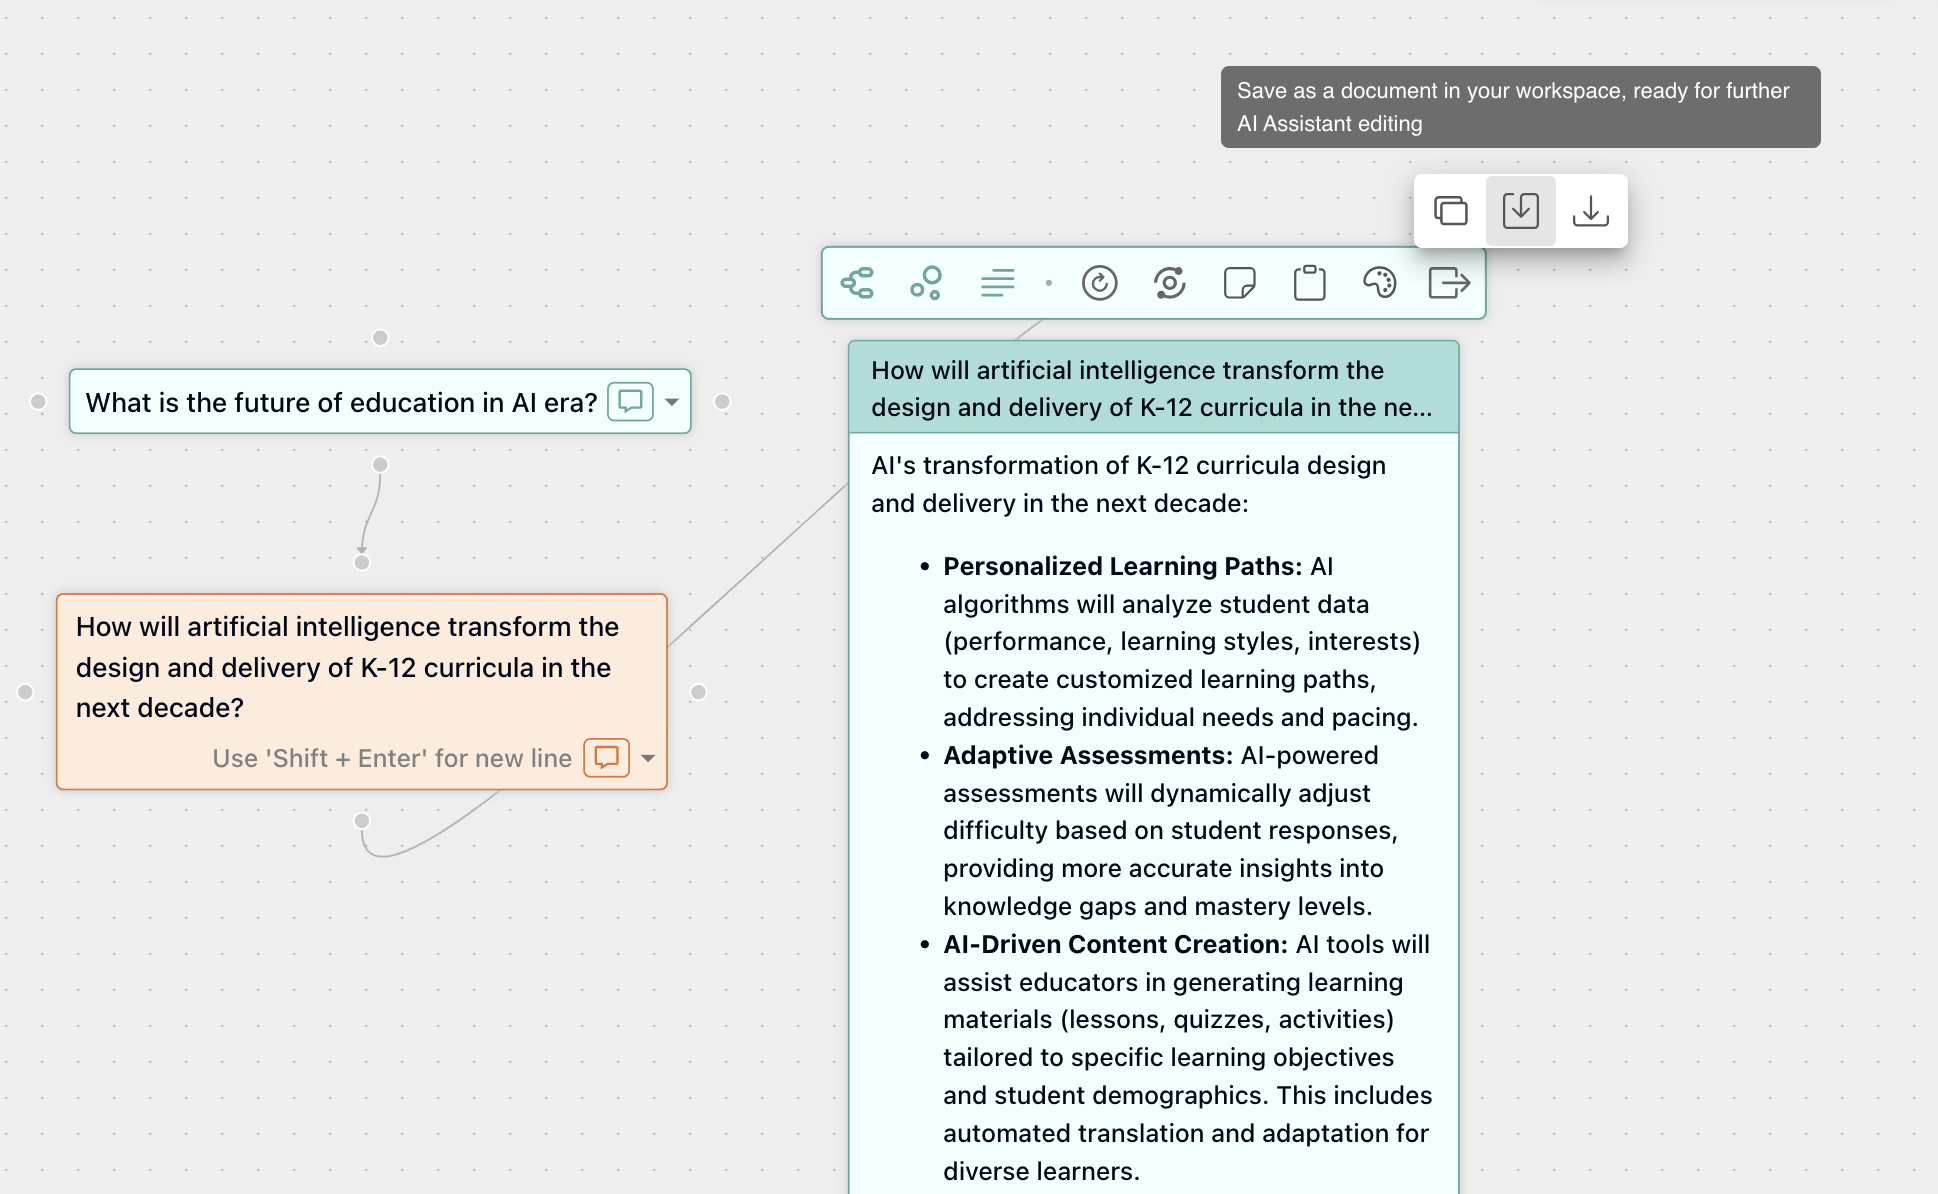 Save as a document in your workspace, ready for further
AI Assistant editing
What is the future of education in AI era?
How will artificial intelligence transform the
design and delivery of K-12 curricula in the
next decade?
Use 'Shift + Enter' for new line
How will artificial intelligence transform the
design and delivery of K-12 curricula in the ne...
AI's transformation of K-12 curricula design
and delivery in the next decade:
• Personalized Learning Paths: AI
algorithms will analyze student data
(performance, learning styles, interests)
to create customized learning paths,
addressing individual needs and pacing.
• Adaptive Assessments: AI-powered
assessments will dynamically adjust
difficulty based on student responses,
providing more accurate insights into
knowledge gaps and mastery levels.
• AI-Driven Content Creation: AI tools will
assist educators in generating learning
materials (lessons, quizzes, activities)
tailored to specific learning objectives
and student demographics. This includes
automated translation and adaptation for
diverse learners.